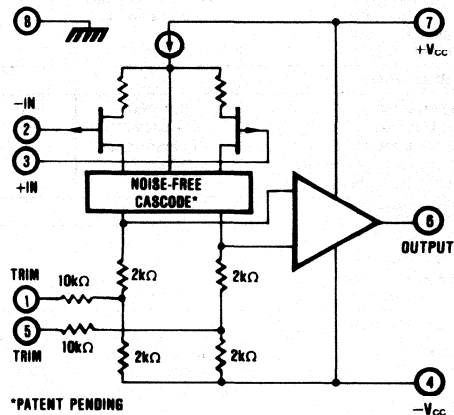 8
7
+Vcc
-IN
2
3
+IN
NOISE-FREE
CASCODE*
6
OUTPUT
2kΩ
2kΩ
TRIM
10kΩ
1
5
10kΩ
TRIM
2kΩ
2kΩ
4
-Vcc
*PATENT PENDING